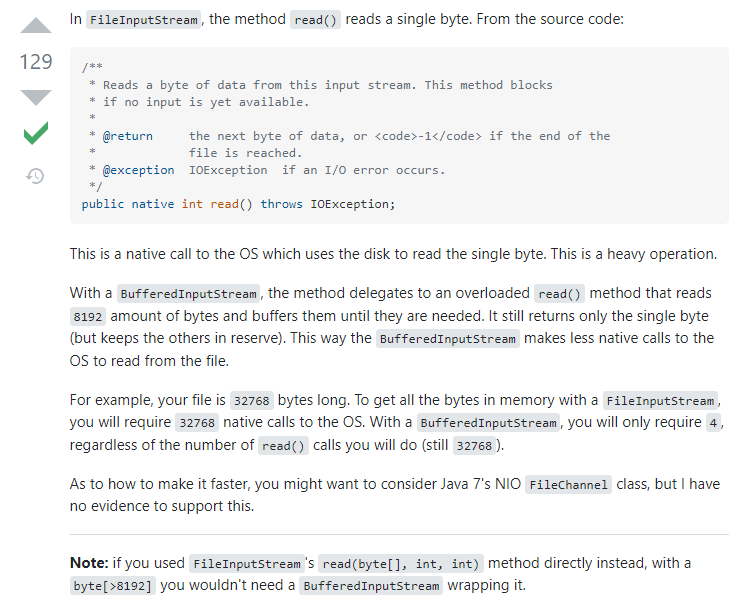 In FileInputStream, the method read() reads a single byte. From the source code:
129
/**
 * Reads a byte of data from this input stream. This method blocks
 * if no input is yet available.
 *
 * @return     the next byte of data, or <code>-1</code> if the end of the
 *             file is reached.
 * @exception  IOException  if an I/O error occurs.
 */
public native int read() throws IOException;
This is a native call to the OS which uses the disk to read the single byte. This is a heavy operation.
With a BufferedInputStream, the method delegates to an overloaded read() method that reads
8192 amount of bytes and buffers them until they are needed. It still returns only the single byte
(but keeps the others in reserve). This way the BufferedInputStream makes less native calls to the
OS to read from the file.
For example, your file is 32768 bytes long. To get all the bytes in memory with a FileInputStream,
you will require 32768 native calls to the OS. With a BufferedInputStream, you will only require 4,
regardless of the number of read() calls you will do (still 32768).
As to how to make it faster, you might want to consider Java 7's NIO FileChannel class, but I have
no evidence to support this.
Note: if you used FileInputStream's read(byte[], int, int) method directly instead, with a
byte[>8192] you wouldn't need a BufferedInputStream wrapping it.